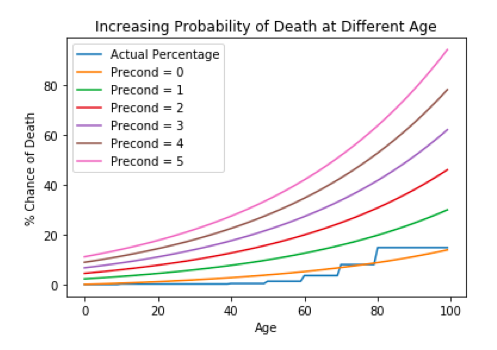 Increasing Probability of Death at Different Age
Actual Percentage
Precond = 0
Precond = 1
Precond = 2
Precond = 3
Precond = 4
Precond = 5
% Chance of Death
80
60
40
20
0
0
20
40
60
80
100
Age